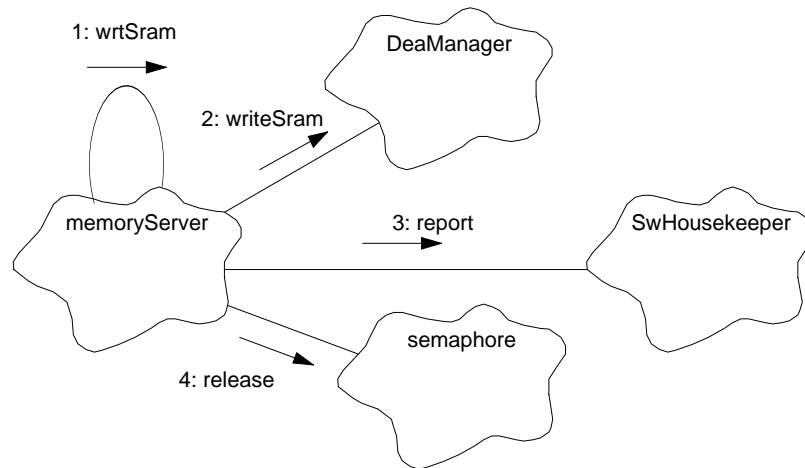 1: wrtSram
DeaManager
2: writeSram
memoryServer
3: report
SwHousekeeper
semaphore
4: release